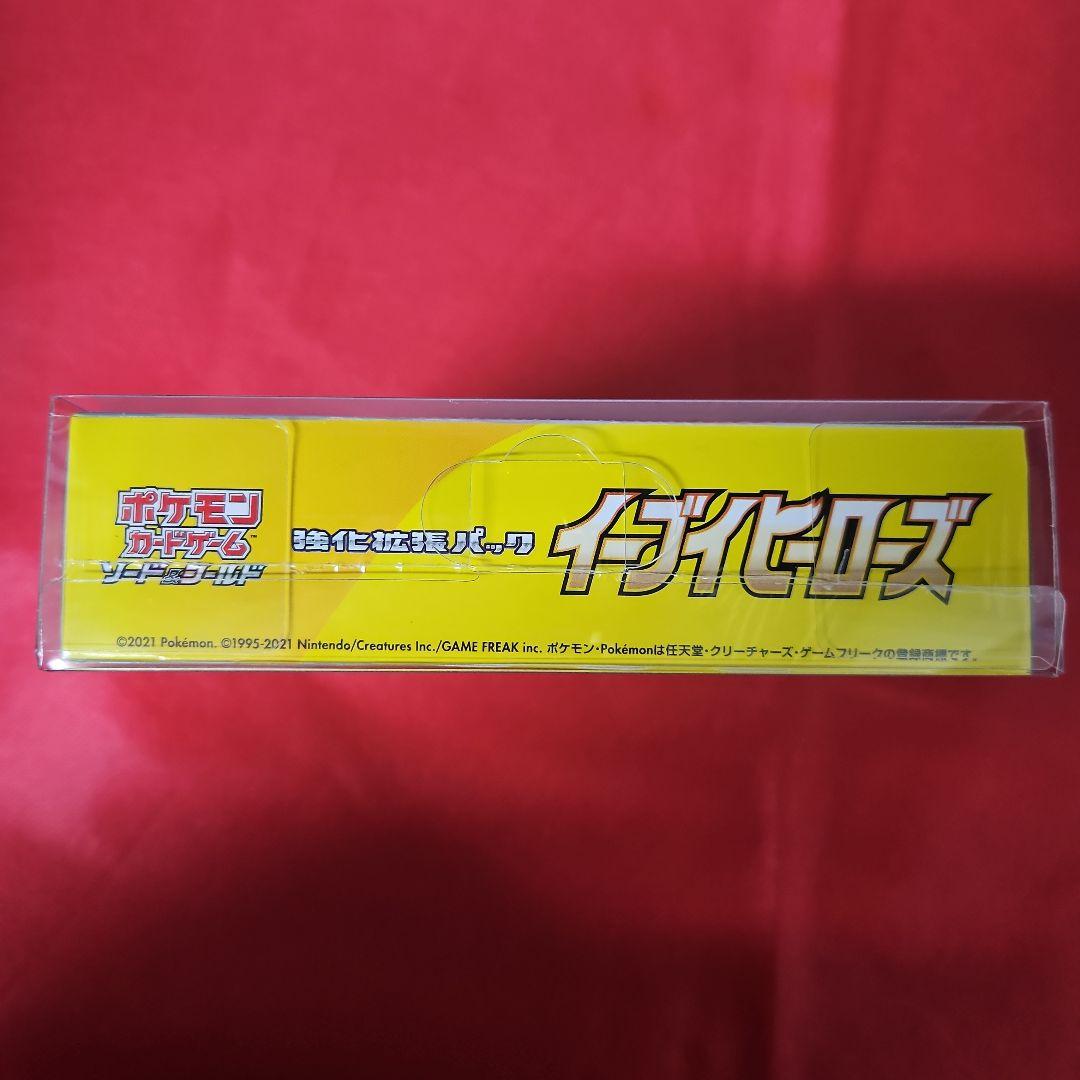 ポケモン
カードゲーム™
ソード&シールド
強化拡張パック
イーブイヒーローズ
©2021 Pokémon. ©1995-2021 Nintendo/Creatures Inc./GAME FREAK inc. ポケモン・Pokémonは任天堂・クリーチャーズ・ゲームフリークの登録商標です。